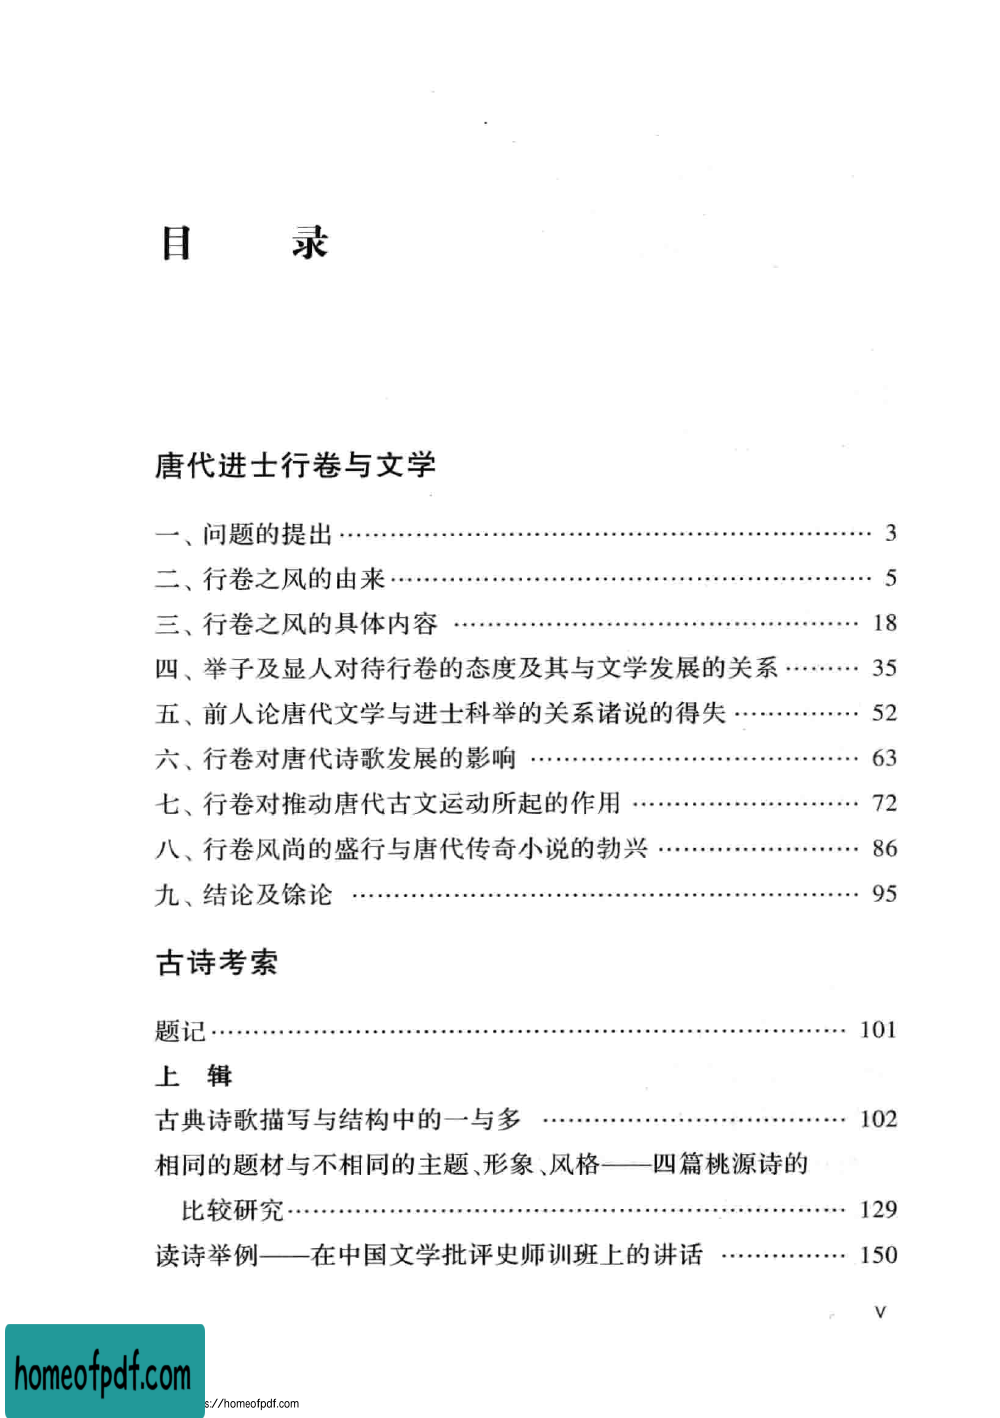 目 录
唐代进士行卷与文学
一、问题的提出 …………………………………………………… 3
二、行卷之风的由来 ……………………………………………… 5
三、行卷之风的具体内容 ………………………………………… 18
四、举子及显人对待行卷的态度及其与文学发展的关系 ……… 35
五、前人论唐代文学与进士科举的关系诸说的得失 …………… 52
六、行卷对唐代诗歌发展的影响 ………………………………… 63
七、行卷对推动唐代古文运动所起的作用 ……………………… 72
八、行卷风尚的盛行与唐代传奇小说的勃兴 …………………… 86
九、结论及馀论 …………………………………………………… 95
古诗考索
题记 ………………………………………………………………… 101
上 辑
古典诗歌描写与结构中的一与多 ……………………………… 102
相同的题材与不相同的主题、形象、风格——四篇桃源诗的
比较研究 ………………………………………………………… 129
读诗举例——在中国文学批评史师训班上的讲话 …………… 150
V
homeofpdf.com
s://homeofpdf.com